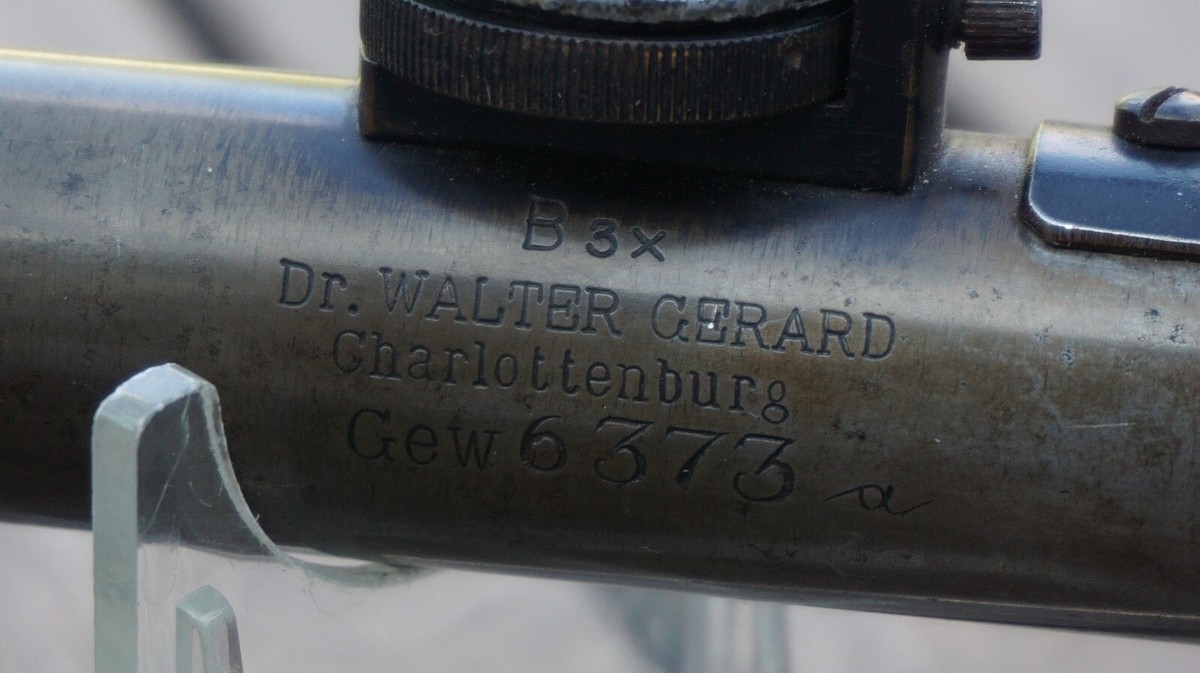 B 3x
Dr. WALTER GERARD
Charlottenburg
Gew 6373 a